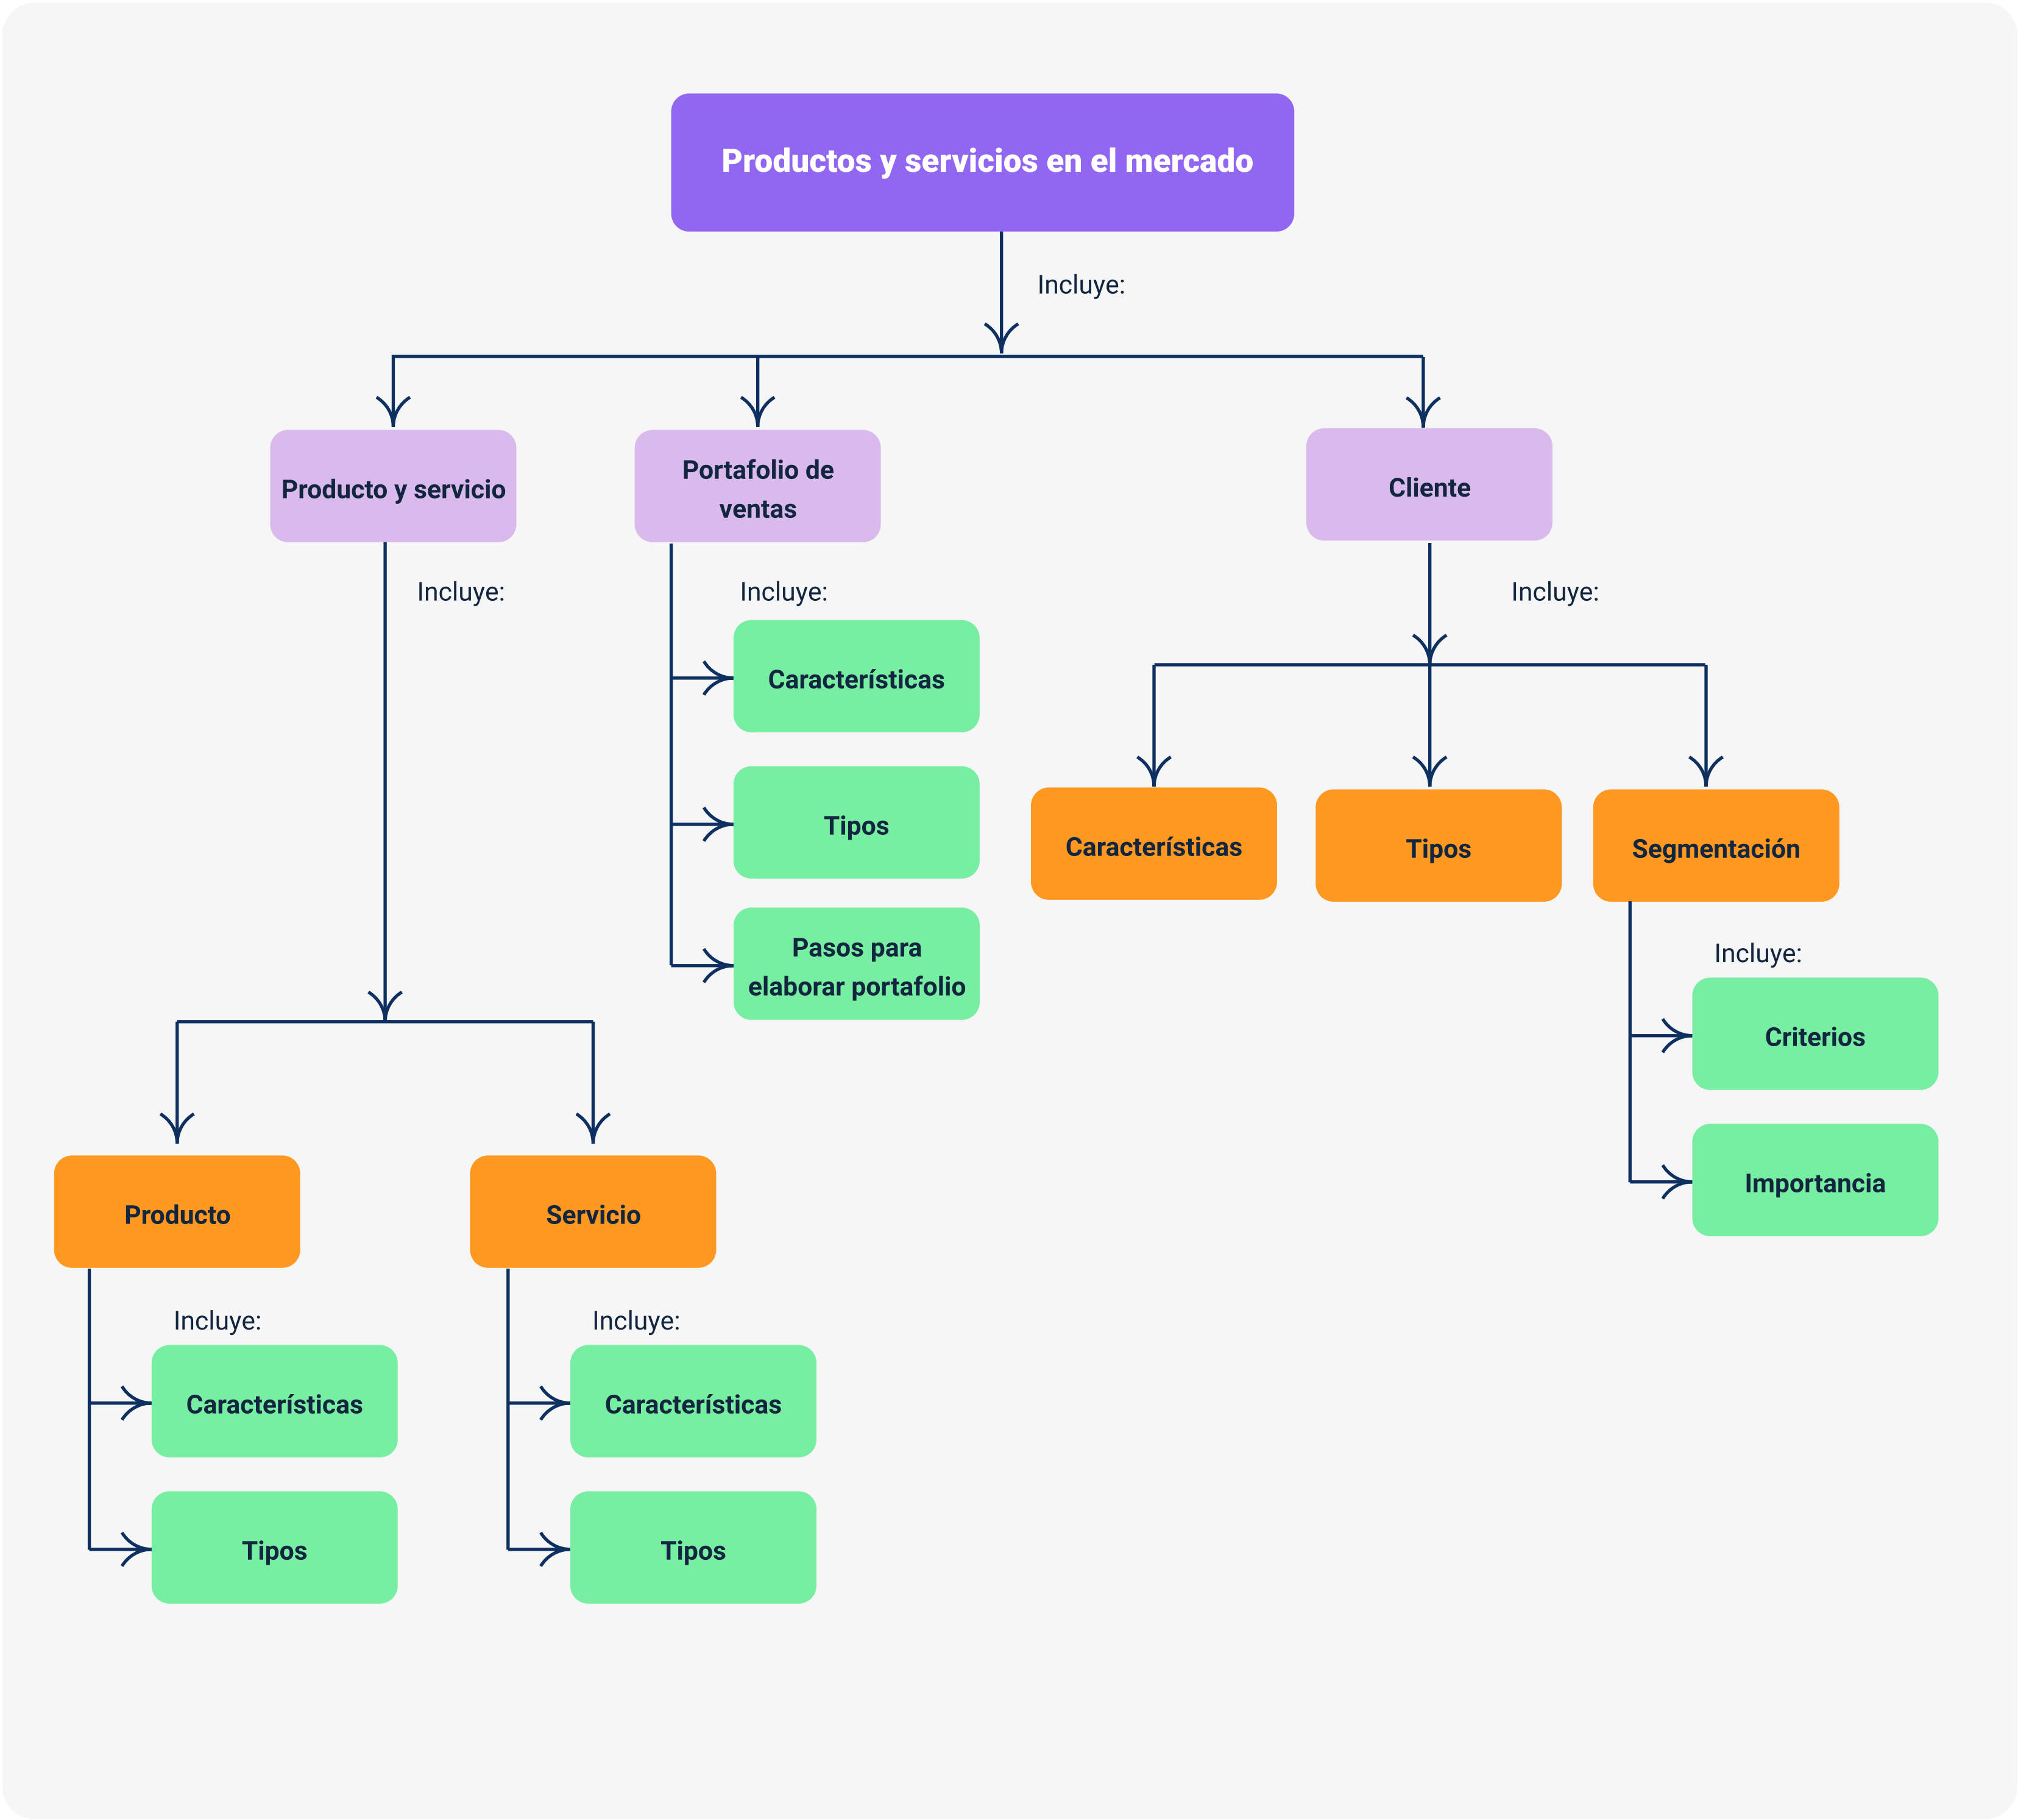 Productos y servicios en el mercado
Incluye:
Producto y servicio
Portafolio de
ventas
Cliente
Incluye:
Incluye:
Incluye:
Características
Tipos
Pasos para
elaborar portafolio
Características
Tipos
Segmentación
Incluye:
Criterios
Importancia
Producto
Servicio
Incluye:
Incluye:
Características
Características
Tipos
Tipos